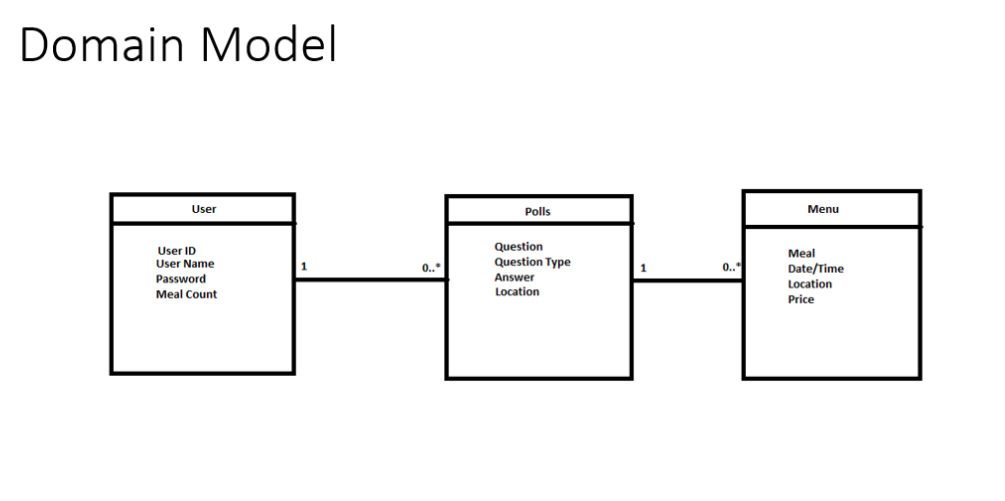 Domain Model
User
User ID
User Name
Password
Meal Count
1
0..*
Polls
Question
Question Type
Answer
Location
1
0..*
Menu
Meal
Date/Time
Location
Price